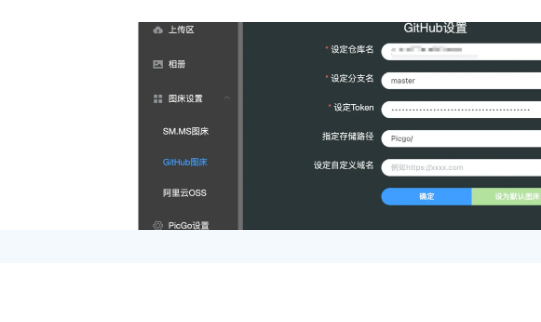 上传区
相册
图床设置
SM.MS图床
GitHub图床
阿里云OSS
PicGo设置
GitHub设置
* 设定仓库名
* 设定分支名
master
* 设定Token
指定存储路径
Picgo/
设定自定义域名
例如https://xxxx.com
确定
设为默认图床